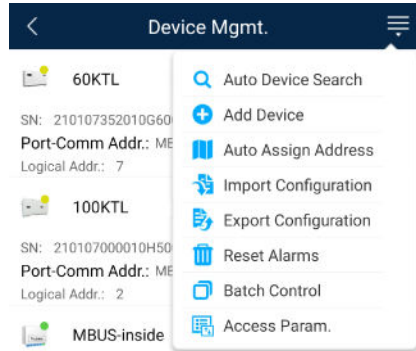 Device Mgmt.
60KTL
SN: 210107352010G60
Port-Comm Addr.: ME
Logical Addr.: 7
100KTL
SN: 210107000010H50
Port-Comm Addr.: ME
Logical Addr.: 2
MBUS-inside
Auto Device Search
Add Device
Auto Assign Address
Import Configuration
Export Configuration
Reset Alarms
Batch Control
Access Param.